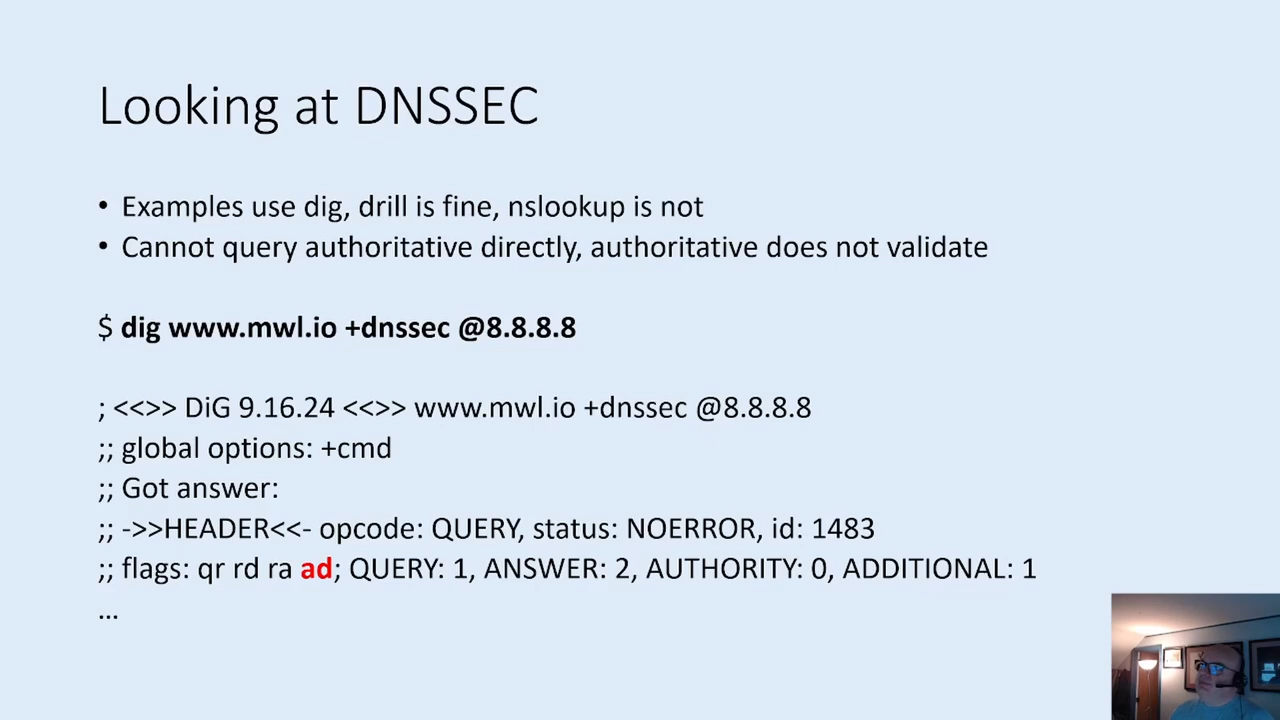 Looking at DNSSEC
• Examples use dig, drill is fine, nslookup is not
• Cannot query authoritative directly, authoritative does not validate
$ dig www.mwl.io +dnssec @8.8.8.8
; <<>> DiG 9.16.24 <<>> www.mwl.io +dnssec @8.8.8.8
;; global options: +cmd
;; Got answer:
;; ->>HEADER<<- opcode: QUERY, status: NOERROR, id: 1483
;; flags: qr rd ra ad; QUERY: 1, ANSWER: 2, AUTHORITY: 0, ADDITIONAL: 1
...